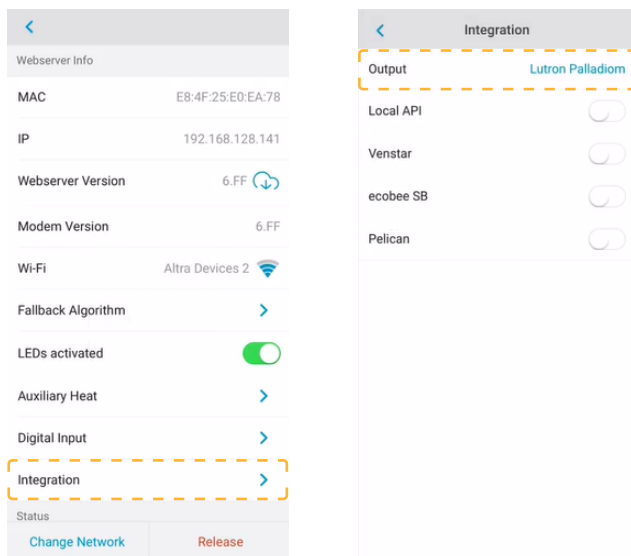 Webserver Info
MAC E8:4F:25:E0:EA:78
IP 192.168.128.141
Webserver Version 6.FF
Modem Version 6.FF
Wi-Fi Altra Devices 2
Fallback Algorithm
LEDs activated
Auxiliary Heat
Digital Input
Integration
Status
Change Network Release
Integration
Output Lutron Palladiom
Local API
Venstar
ecobee SB
Pelican